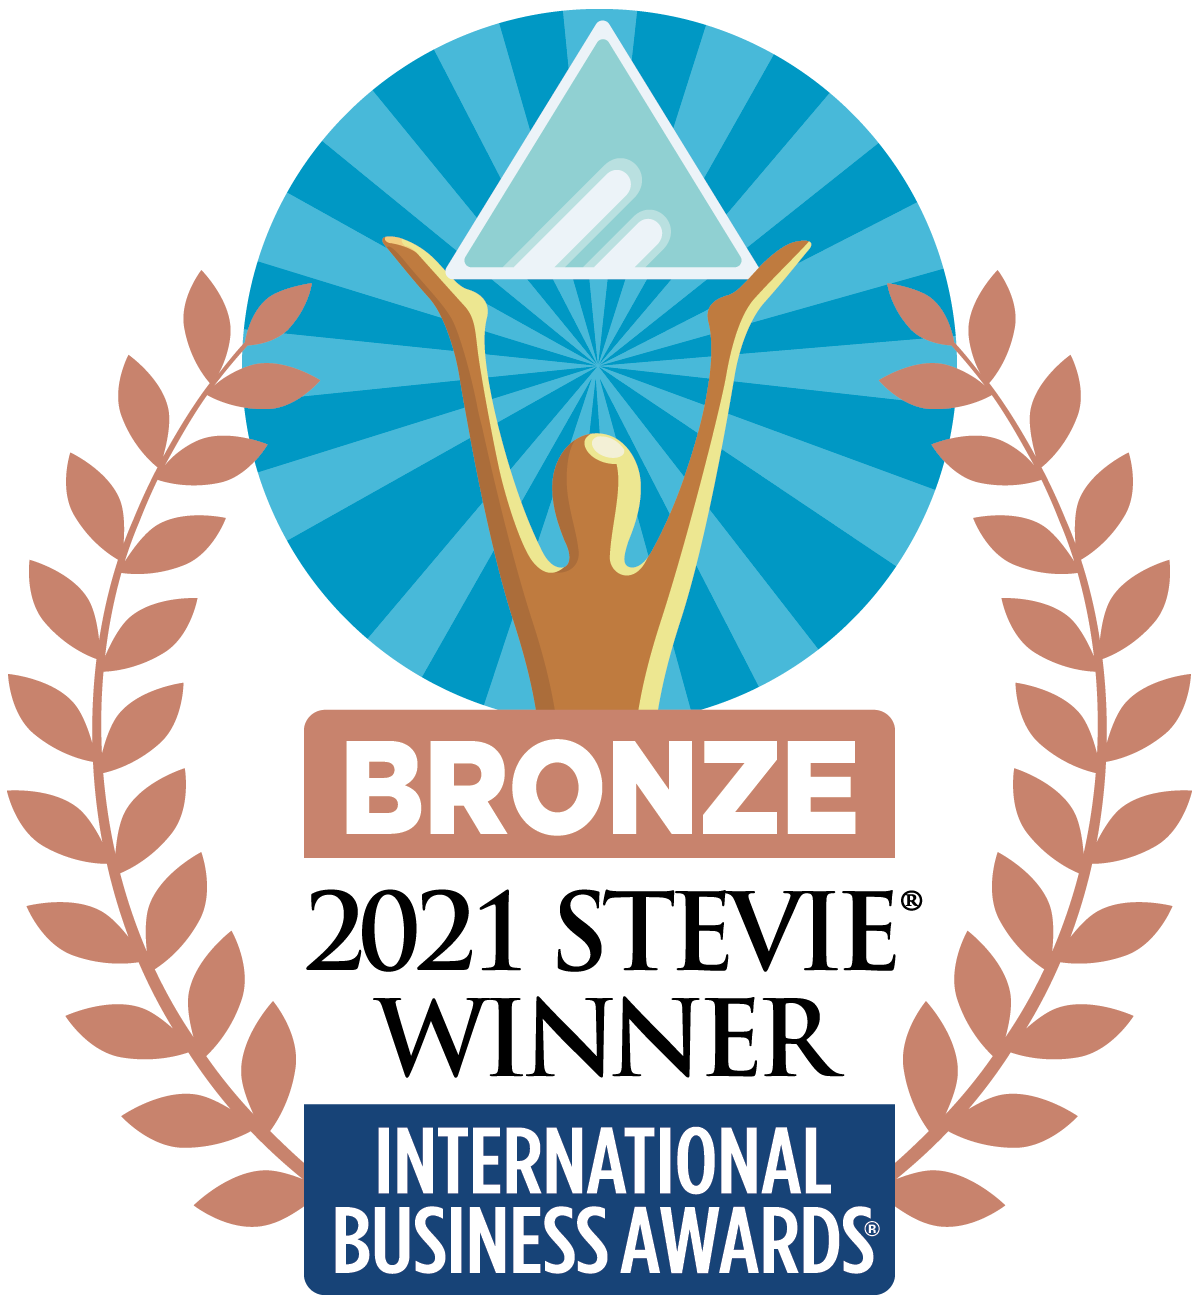 BRONZE
2021 STEVIE®
WINNER
INTERNATIONAL
BUSINESS AWARDS®